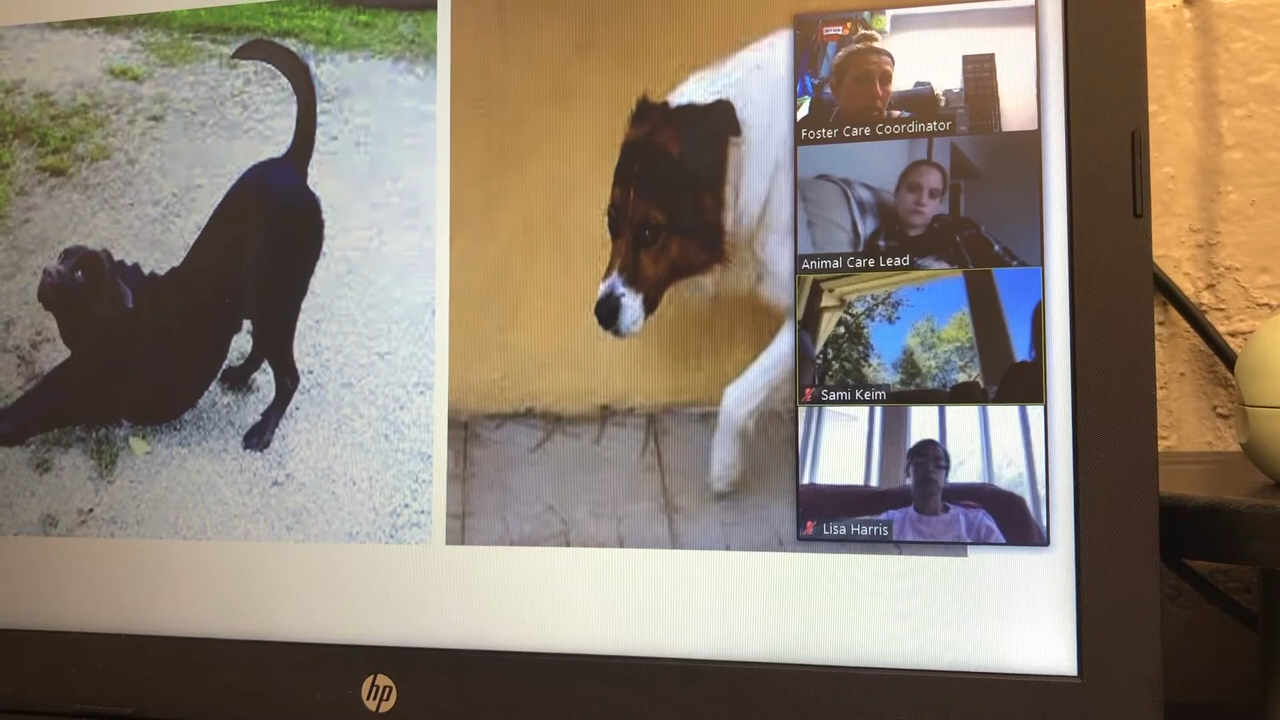 Foster Care Coordinator
Animal Care Lead
Sami Keim
Lisa Harris
hp